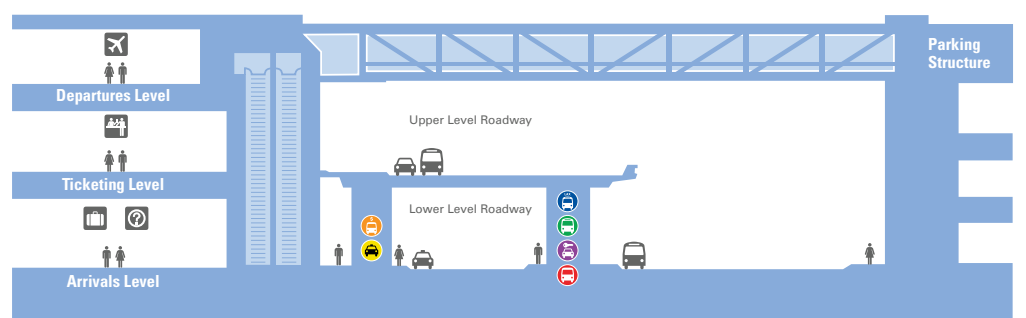 Parking
Structure
Departures Level
Upper Level Roadway
Ticketing Level
Lower Level Roadway
Arrivals Level